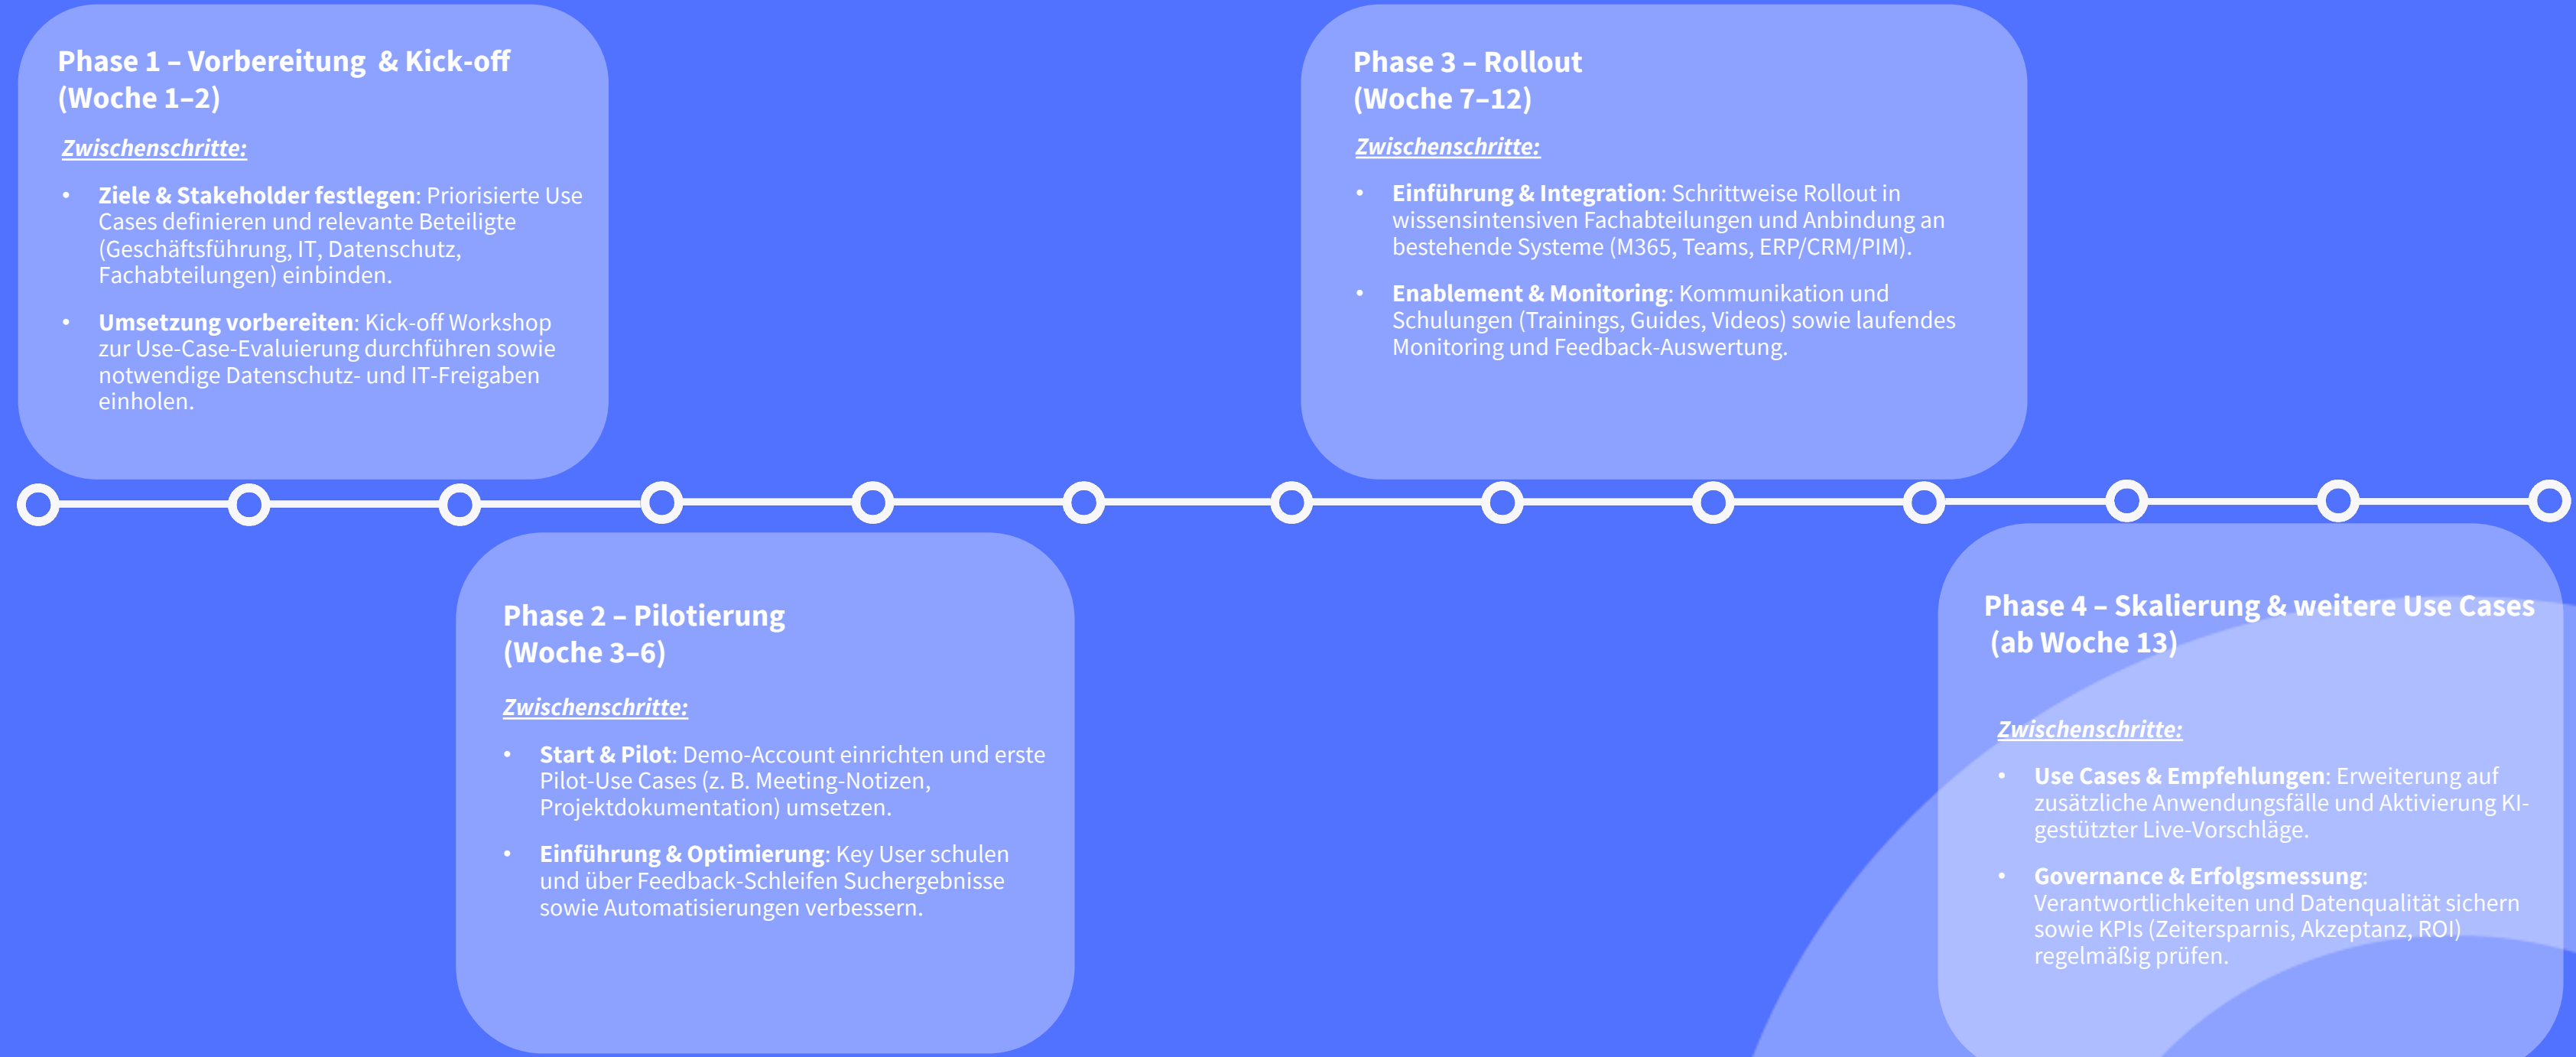 Phase 1 – Vorbereitung  & Kick-off
(Woche 1–2)
Zwischenschritte:
• Ziele & Stakeholder festlegen: Priorisierte Use
Cases definieren und relevante Beteiligte
(Geschäftsführung, IT, Datenschutz,
Fachabteilungen) einbinden.
• Umsetzung vorbereiten: Kick-off Workshop
zur Use-Case-Evaluierung durchführen sowie
notwendige Datenschutz- und IT-Freigaben
einholen.
Phase 2 – Pilotierung
(Woche 3–6)
Zwischenschritte:
• Start & Pilot: Demo-Account einrichten und erste
Pilot-Use Cases (z. B. Meeting-Notizen,
Projektdokumentation) umsetzen.
• Einführung & Optimierung: Key User schulen
und über Feedback-Schleifen Suchergebnisse
sowie Automatisierungen verbessern.
Phase 3 – Rollout
(Woche 7–12)
Zwischenschritte:
• Einführung & Integration: Schrittweise Rollout in
wissensintensiven Fachabteilungen und Anbindung an
bestehende Systeme (M365, Teams, ERP/CRM/PIM).
• Enablement & Monitoring: Kommunikation und
Schulungen (Trainings, Guides, Videos) sowie laufendes
Monitoring und Feedback-Auswertung.
Phase 4 – Skalierung & weitere Use Cases
(ab Woche 13)
Zwischenschritte:
• Use Cases & Empfehlungen: Erweiterung auf
zusätzliche Anwendungsfälle und Aktivierung KI-
gestützter Live-Vorschläge.
• Governance & Erfolgsmessung:
Verantwortlichkeiten und Datenqualität sichern
sowie KPIs (Zeitersparnis, Akzeptanz, ROI)
regelmäßig prüfen.